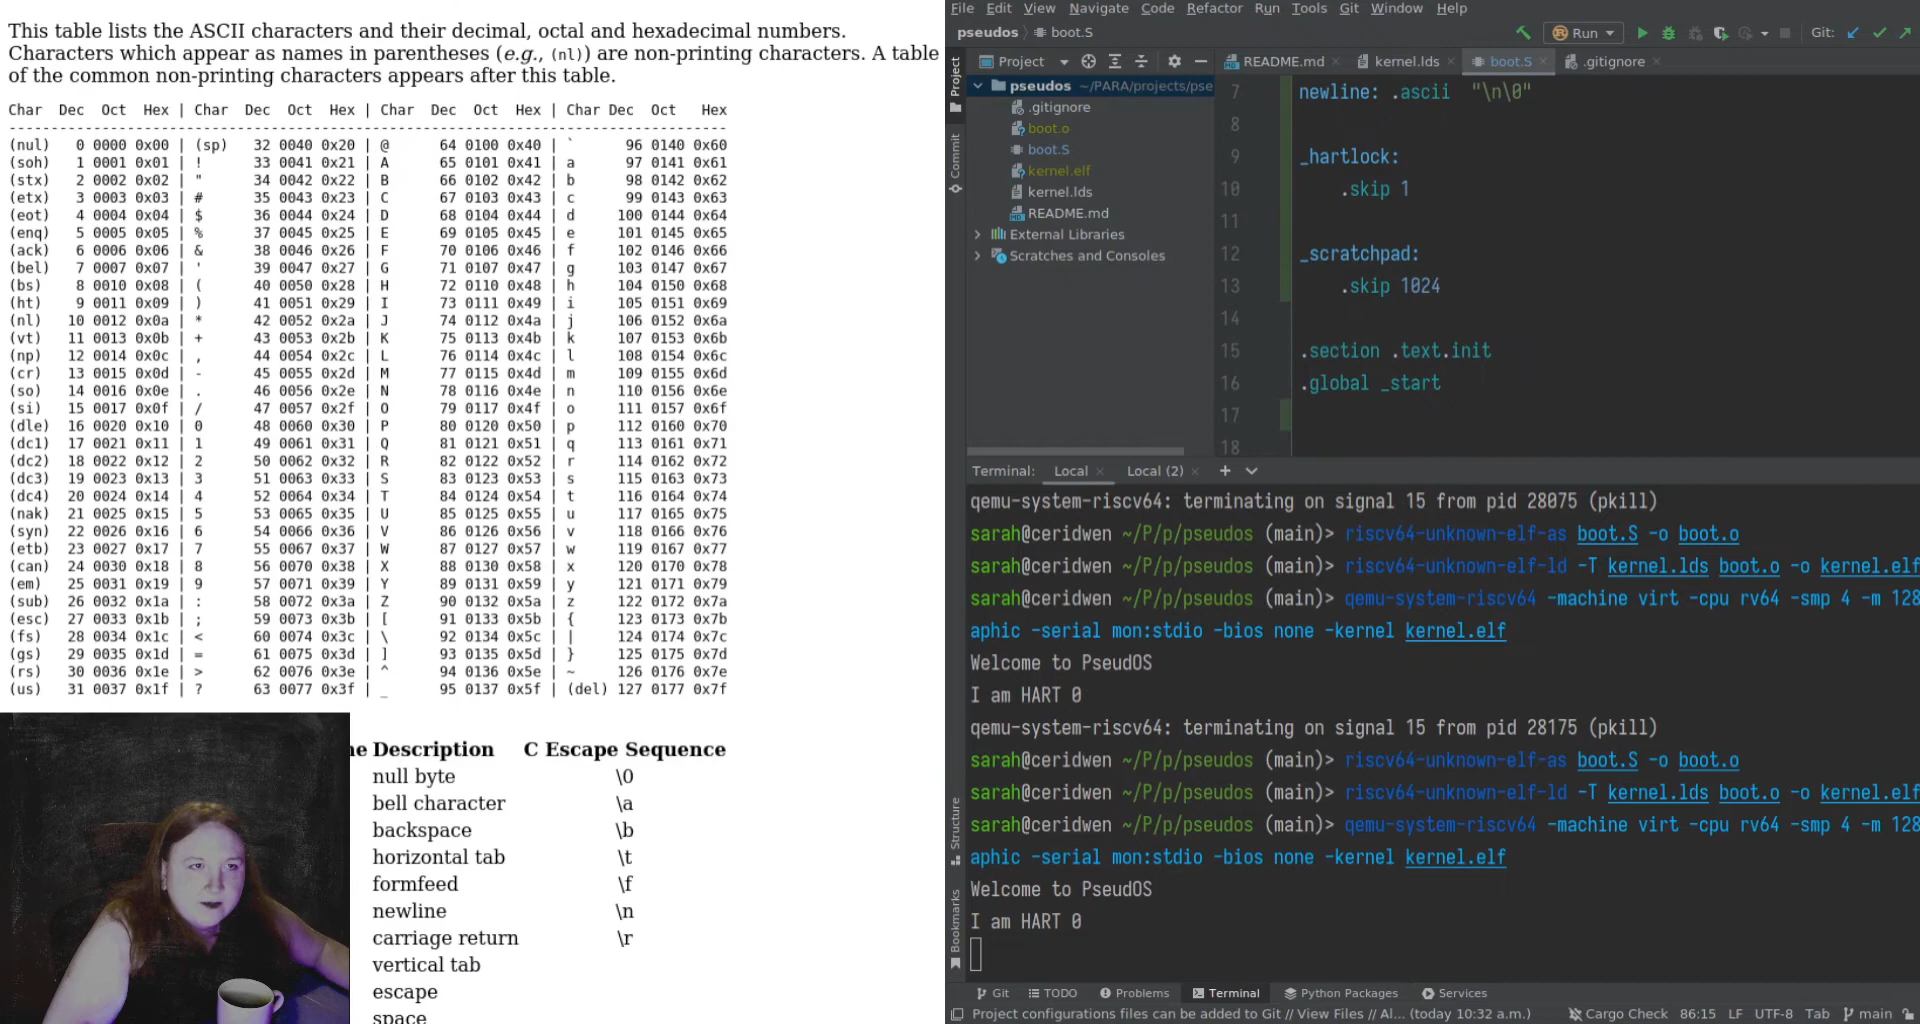 This table lists the ASCII characters and their decimal, octal and hexadecimal numbers.
Characters which appear as names in parentheses (e.g., (nl)) are non-printing characters. A table
of the common non-printing characters appears after this table.
Char Dec Oct Hex | Char Dec Oct Hex | Char Dec Oct Hex | Char Dec Oct Hex
(nul) 0 0000 0x00 | (sp) 32 0040 0x20 | @ 64 0100 0x40 | ` 96 0140 0x60
(soh) 1 0001 0x01 | ! 33 0041 0x21 | A 65 0101 0x41 | a 97 0141 0x61
(stx) 2 0002 0x02 | " 34 0042 0x22 | B 66 0102 0x42 | b 98 0142 0x62
(etx) 3 0003 0x03 | # 35 0043 0x23 | C 67 0103 0x43 | c 99 0143 0x63
(eot) 4 0004 0x04 | $ 36 0044 0x24 | D 68 0104 0x44 | d 100 0144 0x64
(enq) 5 0005 0x05 | % 37 0045 0x25 | E 69 0105 0x45 | e 101 0145 0x65
(ack) 6 0006 0x06 | & 38 0046 0x26 | F 70 0106 0x46 | f 102 0146 0x66
(bel) 7 0007 0x07 | ' 39 0047 0x27 | G 71 0107 0x47 | g 103 0147 0x67
(bs) 8 0010 0x08 | ( 40 0050 0x28 | H 72 0110 0x48 | h 104 0150 0x68
(ht) 9 0011 0x09 | ) 41 0051 0x29 | I 73 0111 0x49 | i 105 0151 0x69
(nl) 10 0012 0x0a | * 42 0052 0x2a | J 74 0112 0x4a | j 106 0152 0x6a
(vt) 11 0013 0x0b | + 43 0053 0x2b | K 75 0113 0x4b | k 107 0153 0x6b
(np) 12 0014 0x0c | , 44 0054 0x2c | L 76 0114 0x4c | l 108 0154 0x6c
(cr) 13 0015 0x0d | - 45 0055 0x2d | M 77 0115 0x4d | m 109 0155 0x6d
(so) 14 0016 0x0e | . 46 0056 0x2e | N 78 0116 0x4e | n 110 0156 0x6e
(si) 15 0017 0x0f | / 47 0057 0x2f | O 79 0117 0x4f | o 111 0157 0x6f
(dle) 16 0020 0x10 | 0 48 0060 0x30 | P 80 0120 0x50 | p 112 0160 0x70
(dc1) 17 0021 0x11 | 1 49 0061 0x31 | Q 81 0121 0x51 | q 113 0161 0x71
(dc2) 18 0022 0x12 | 2 50 0062 0x32 | R 82 0122 0x52 | r 114 0162 0x72
(dc3) 19 0023 0x13 | 3 51 0063 0x33 | S 83 0123 0x53 | s 115 0163 0x73
(dc4) 20 0024 0x14 | 4 52 0064 0x34 | T 84 0124 0x54 | t 116 0164 0x74
(nak) 21 0025 0x15 | 5 53 0065 0x35 | U 85 0125 0x55 | u 117 0165 0x75
(syn) 22 0026 0x16 | 6 54 0066 0x36 | V 86 0126 0x56 | v 118 0166 0x76
(etb) 23 0027 0x17 | 7 55 0067 0x37 | W 87 0127 0x57 | w 119 0167 0x77
(can) 24 0030 0x18 | 8 56 0070 0x38 | X 88 0130 0x58 | x 120 0170 0x78
(em) 25 0031 0x19 | 9 57 0071 0x39 | Y 89 0131 0x59 | y 121 0171 0x79
(sub) 26 0032 0x1a | : 58 0072 0x3a | Z 90 0132 0x5a | z 122 0172 0x7a
(esc) 27 0033 0x1b | ; 59 0073 0x3b | [ 91 0133 0x5b | { 123 0173 0x7b
(fs) 28 0034 0x1c | < 60 0074 0x3c | \ 92 0134 0x5c | | 124 0174 0x7c
(gs) 29 0035 0x1d | = 61 0075 0x3d | ] 93 0135 0x5d | } 125 0175 0x7d
(rs) 30 0036 0x1e | > 62 0076 0x3e | ^ 94 0136 0x5e | ~ 126 0176 0x7e
(us) 31 0037 0x1f | ? 63 0077 0x3f | _ 95 0137 0x5f | (del) 127 0177 0x7f
Description C Escape Sequence
null byte \0
bell character \a
backspace \b
horizontal tab \t
formfeed \f
newline \n
carriage return \r
vertical tab
escape
space
File Edit View Navigate Code Refactor Run Tools Git Window Help
pseudos boot.S Run Git:
Project README.md kernel.lds boot.S .gitignore
Project
Commit
pseudos ~/PARA/projects/pse
.gitignore
boot.o
boot.S
kernel.elf
kernel.lds
README.md
External Libraries
Scratches and Consoles
7 newline: .ascii "\n\0"
8
9 _hartlock:
10 .skip 1
11
12 _scratchpad:
13 .skip 1024
14
15 .section .text.init
16 .global _start
17
18
Terminal: Local Local (2)
qemu-system-riscv64: terminating on signal 15 from pid 28075 (pkill)
sarah@ceridwen ~/P/p/pseudos (main)> riscv64-unknown-elf-as boot.S -o boot.o
sarah@ceridwen ~/P/p/pseudos (main)> riscv64-unknown-elf-ld -T kernel.lds boot.o -o kernel.elf
sarah@ceridwen ~/P/p/pseudos (main)> qemu-system-riscv64 -machine virt -cpu rv64 -smp 4 -m 128
aphic -serial mon:stdio -bios none -kernel kernel.elf
Welcome to PseudOS
I am HART 0
qemu-system-riscv64: terminating on signal 15 from pid 28175 (pkill)
sarah@ceridwen ~/P/p/pseudos (main)> riscv64-unknown-elf-as boot.S -o boot.o
sarah@ceridwen ~/P/p/pseudos (main)> riscv64-unknown-elf-ld -T kernel.lds boot.o -o kernel.elf
sarah@ceridwen ~/P/p/pseudos (main)> qemu-system-riscv64 -machine virt -cpu rv64 -smp 4 -m 128
aphic -serial mon:stdio -bios none -kernel kernel.elf
Welcome to PseudOS
I am HART 0
Structure
Bookmarks
Git TODO Problems Terminal Python Packages Services
Project configurations files can be added to Git // View Files // Al... (today 10:32 a.m.) Cargo Check 86:15 LF UTF-8 Tab main